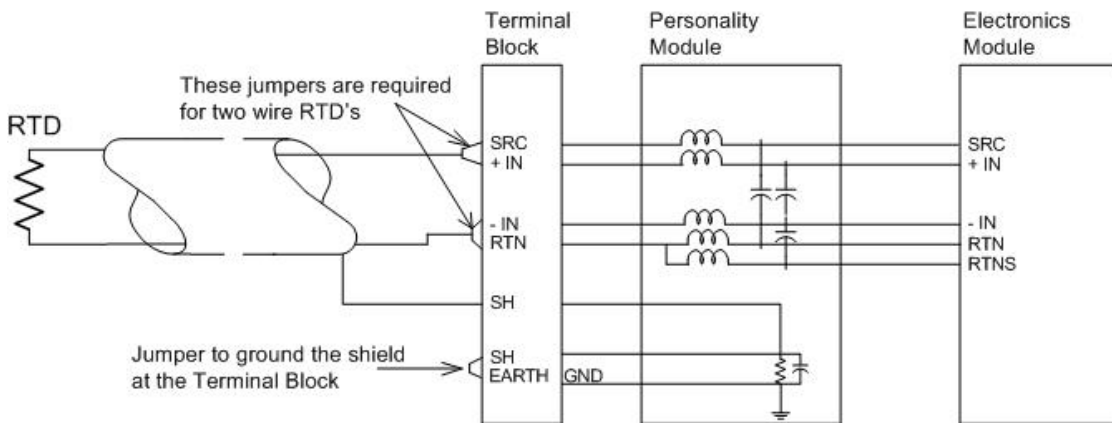 Terminal
Block
Personality
Module
Electronics
Module
These jumpers are required
for two wire RTD's
RTD
SRC
+ IN
- IN
RTN
SH
SH
EARTH
GND
Jumper to ground the shield
at the Terminal Block
SRC
+ IN
- IN
RTN
RTNS